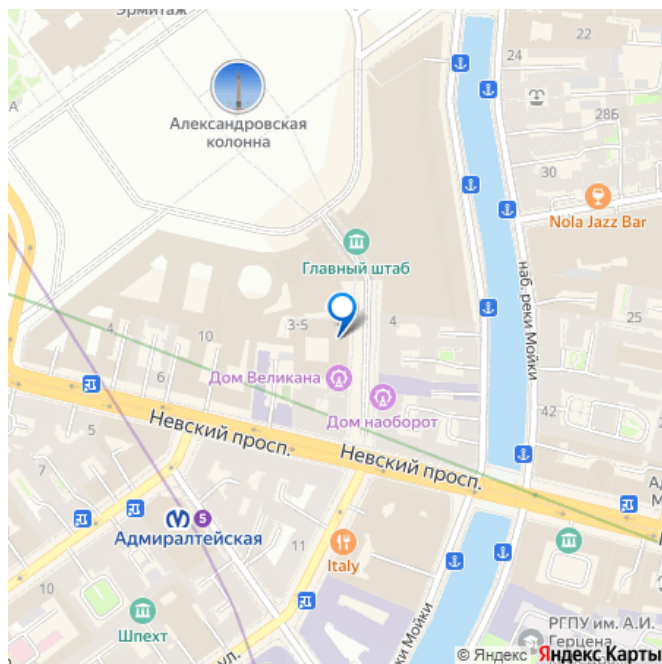 Эрмитаж
22
24
А
Александровская
колонна
28Б
30
Nola Jazz Bar
Главный штаб
наб. реки Мойки
4
10
3-5
4
25
6
Дом Великана
Дом наоборот
42
5
Невский просп.
Невский просп.
7
5
Адмиралтейская
11
Italy
10
Шпехт
РГПУ им. А.И.
Герцена
© Яндекс Яндекс Карты